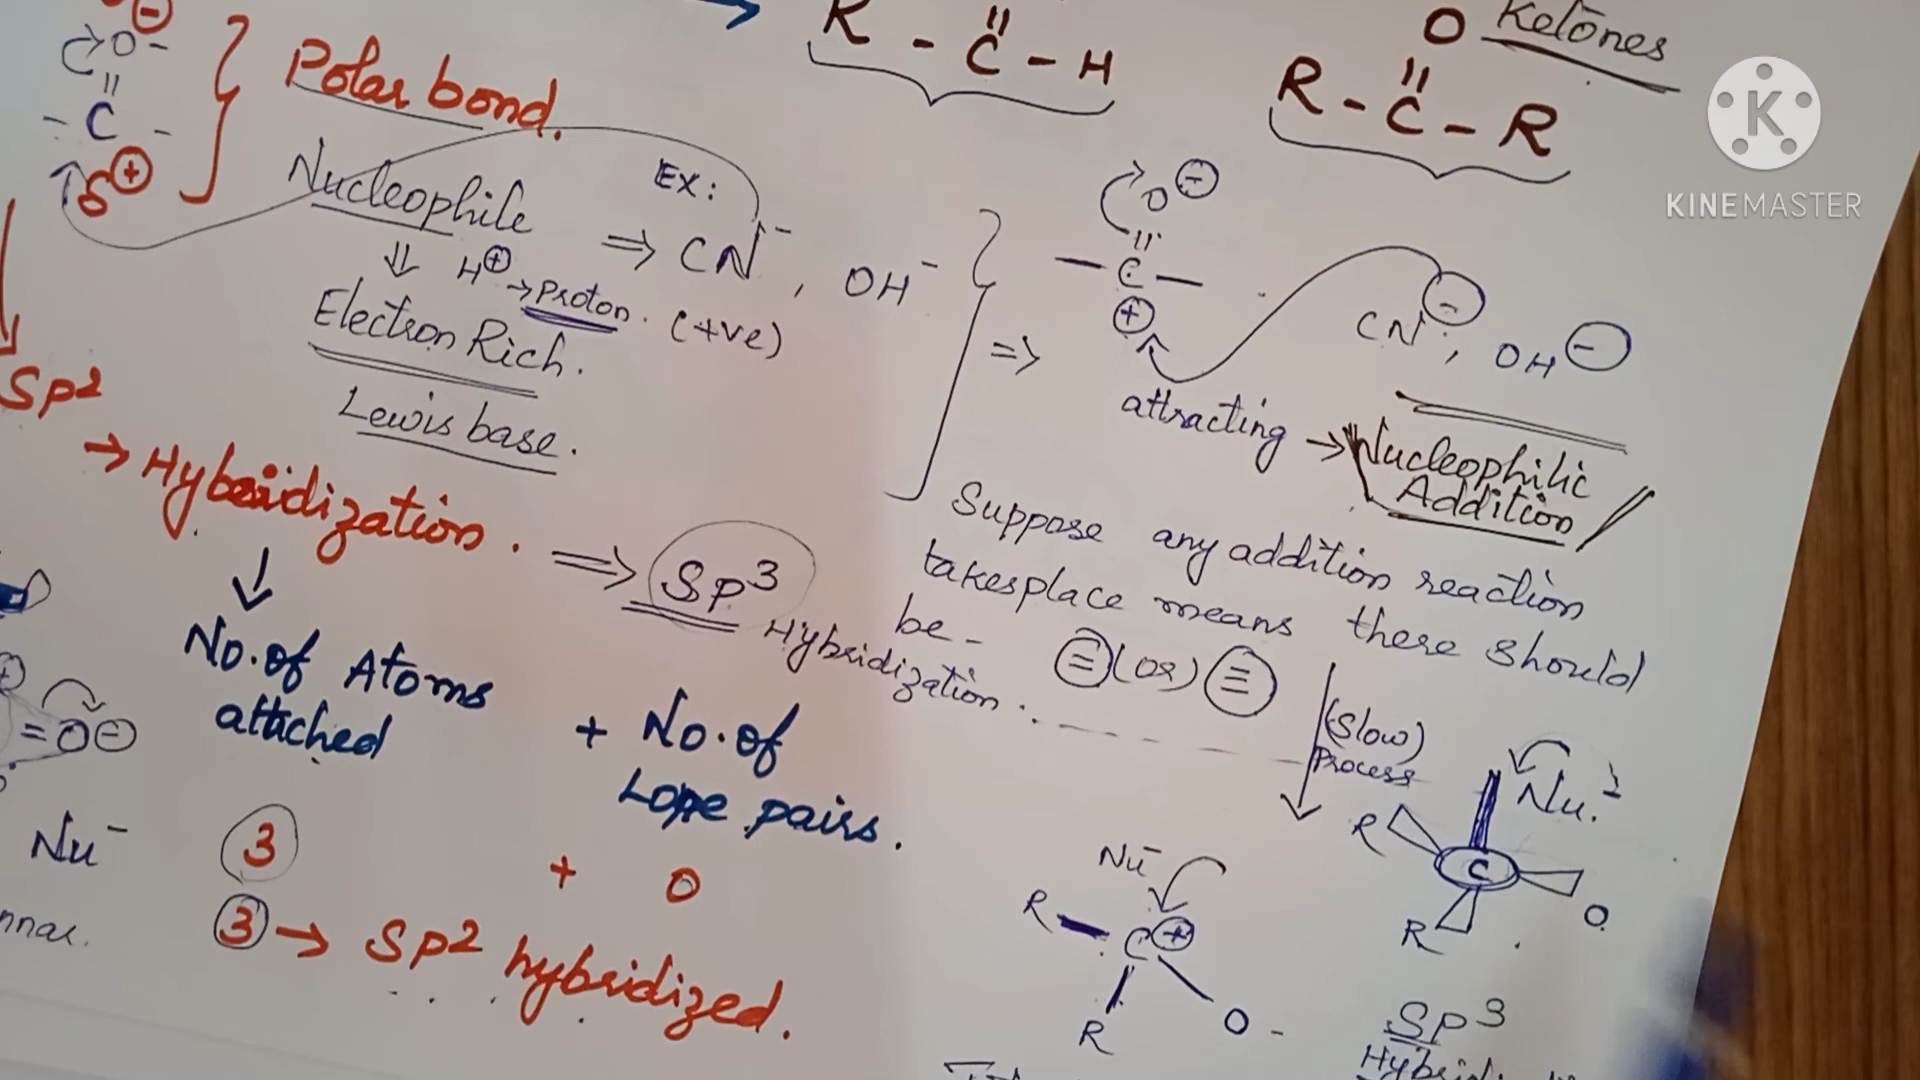 R - C - H
O Ketones
R - C - R
KINEMASTER
K
O -
- C -
δ+
Polar bond.
Nucleophile
EX:
⇒ CN-, OH-
H+ → proton. (+ve)
Electron Rich.
Lewis base.
O-
- C -
+
CN-, OH-
attracting → Nucleophilic
Addition
Suppose any addition reaction
takesplace means there should
be - = (or) ≡
(Slow)
Process
SP2
→ Hybridization. ⇒ SP3
Hybridization.
No. of Atoms
attached
+ No. of
Lone pairs.
= O-
Nu-
3 + 0
3 → SP2 hybridized.
Nu-
R C+
R O-
Nu:-
R C
R O
SP3